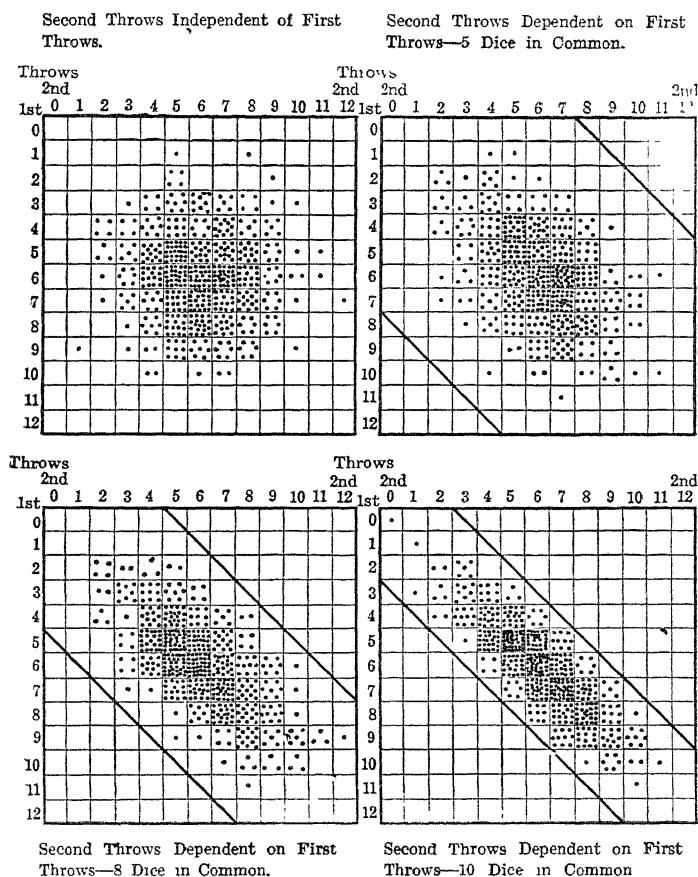 Second Throws Independent of First
Throws.
Second Throws Dependent on First
Throws—5 Dice in Common.
Throws
2nd
1st 0 1 2 3 4 5 6 7 8 9 10 11 12
0
1
2
3
4
5
6
7
8
9
10
11
12
Throws
2nd 2nd
1st 0 1 2 3 4 5 6 7 8 9 10 11
0
1
2
3
4
5
6
7
8
9
10
11
12
Throws
2nd
1st 0 1 2 3 4 5 6 7 8 9 10 11 12
0
1
2
3
4
5
6
7
8
9
10
11
12
Throws
2nd 2nd
1st 0 1 2 3 4 5 6 7 8 9 10 11 12
0
1
2
3
4
5
6
7
8
9
10
11
12
Second Throws Dependent on First
Throws—8 Dice in Common.
Second Throws Dependent on First
Throws—10 Dice in Common